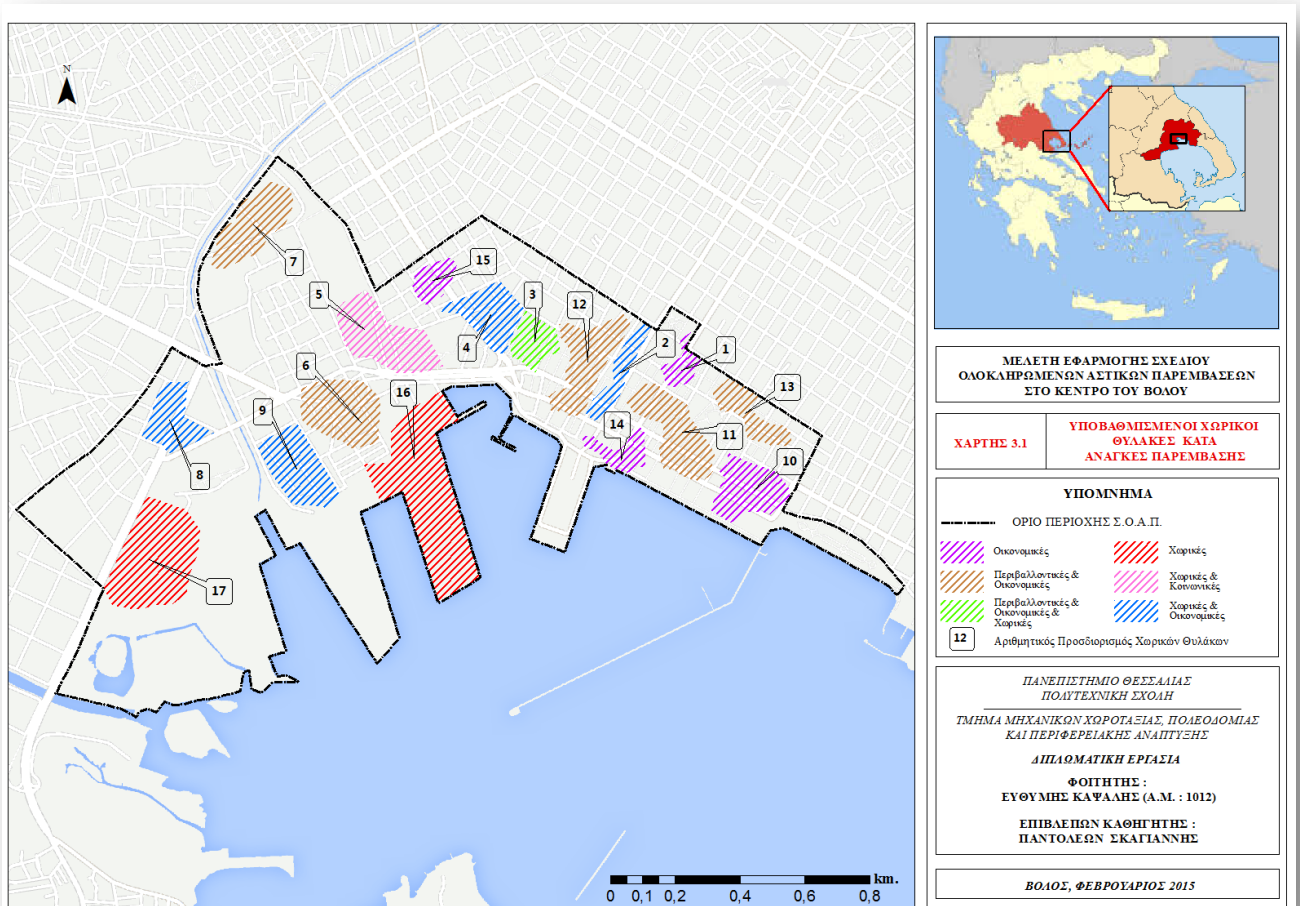 N
7
15
5
3
12
4
2
1
6
16
13
9
14
11
8
10
17
km.
0 0,1 0,2 0,4 0,6 0,8
ΜΕΛΕΤΗ ΕΦΑΡΜΟΓΗΣ ΣΧΕΔΙΟΥ
ΟΛΟΚΛΗΡΩΜΕΝΩΝ ΑΣΤΙΚΩΝ ΠΑΡΕΜΒΑΣΕΩΝ
ΣΤΟ ΚΕΝΤΡΟ ΤΟΥ ΒΟΛΟΥ
ΧΑΡΤΗΣ 3.1
ΥΠΟΒΑΘΜΙΣΜΕΝΟΙ ΧΩΡΙΚΟΙ
ΘΥΛΑΚΕΣ ΚΑΤΑ
ΑΝΑΓΚΕΣ ΠΑΡΕΜΒΑΣΗΣ
ΥΠΟΜΝΗΜΑ
ΟΡΙΟ ΠΕΡΙΟΧΗΣ Σ.Ο.Α.Π.
Οικονομικές
Χωρικές
Περιβαλλοντικές &
Οικονομικές
Χωρικές &
Κοινωνικές
Περιβαλλοντικές &
Οικονομικές &
Χωρικές
Χωρικές &
Οικονομικές
12 Αριθμητικός Προσδιορισμός Χωρικών Θυλάκων
ΠΑΝΕΠΙΣΤΗΜΙΟ ΘΕΣΣΑΛΙΑΣ
ΠΟΛΥΤΕΧΝΙΚΗ ΣΧΟΛΗ
ΤΜΗΜΑ ΜΗΧΑΝΙΚΩΝ ΧΩΡΟΤΑΞΙΑΣ, ΠΟΛΕΟΔΟΜΙΑΣ
ΚΑΙ ΠΕΡΙΦΕΡΕΙΑΚΗΣ ΑΝΑΠΤΥΞΗΣ
ΔΙΠΛΩΜΑΤΙΚΗ ΕΡΓΑΣΙΑ
ΦΟΙΤΗΤΗΣ :
ΕΥΘΥΜΗΣ ΚΑΨΑΛΗΣ (Α.Μ. : 1012)
ΕΠΙΒΛΕΠΩΝ ΚΑΘΗΓΗΤΗΣ :
ΠΑΝΤΟΛΕΩΝ ΣΚΑΓΙΑΝΝΗΣ
ΒΟΛΟΣ, ΦΕΒΡΟΥΑΡΙΟΣ 2015